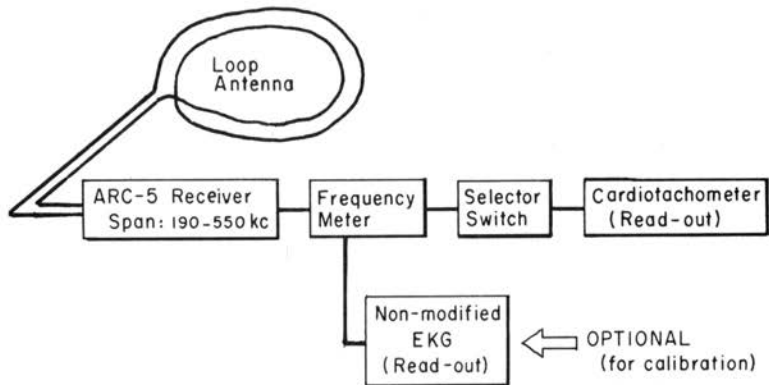 Loop
Antenna
ARC-5 Receiver
Span: 190-550 kc
Frequency
Meter
Selector
Switch
Cardiotachometer
(Read-out)
Non-modified
EKG
(Read-out)
OPTIONAL
(for calibration)